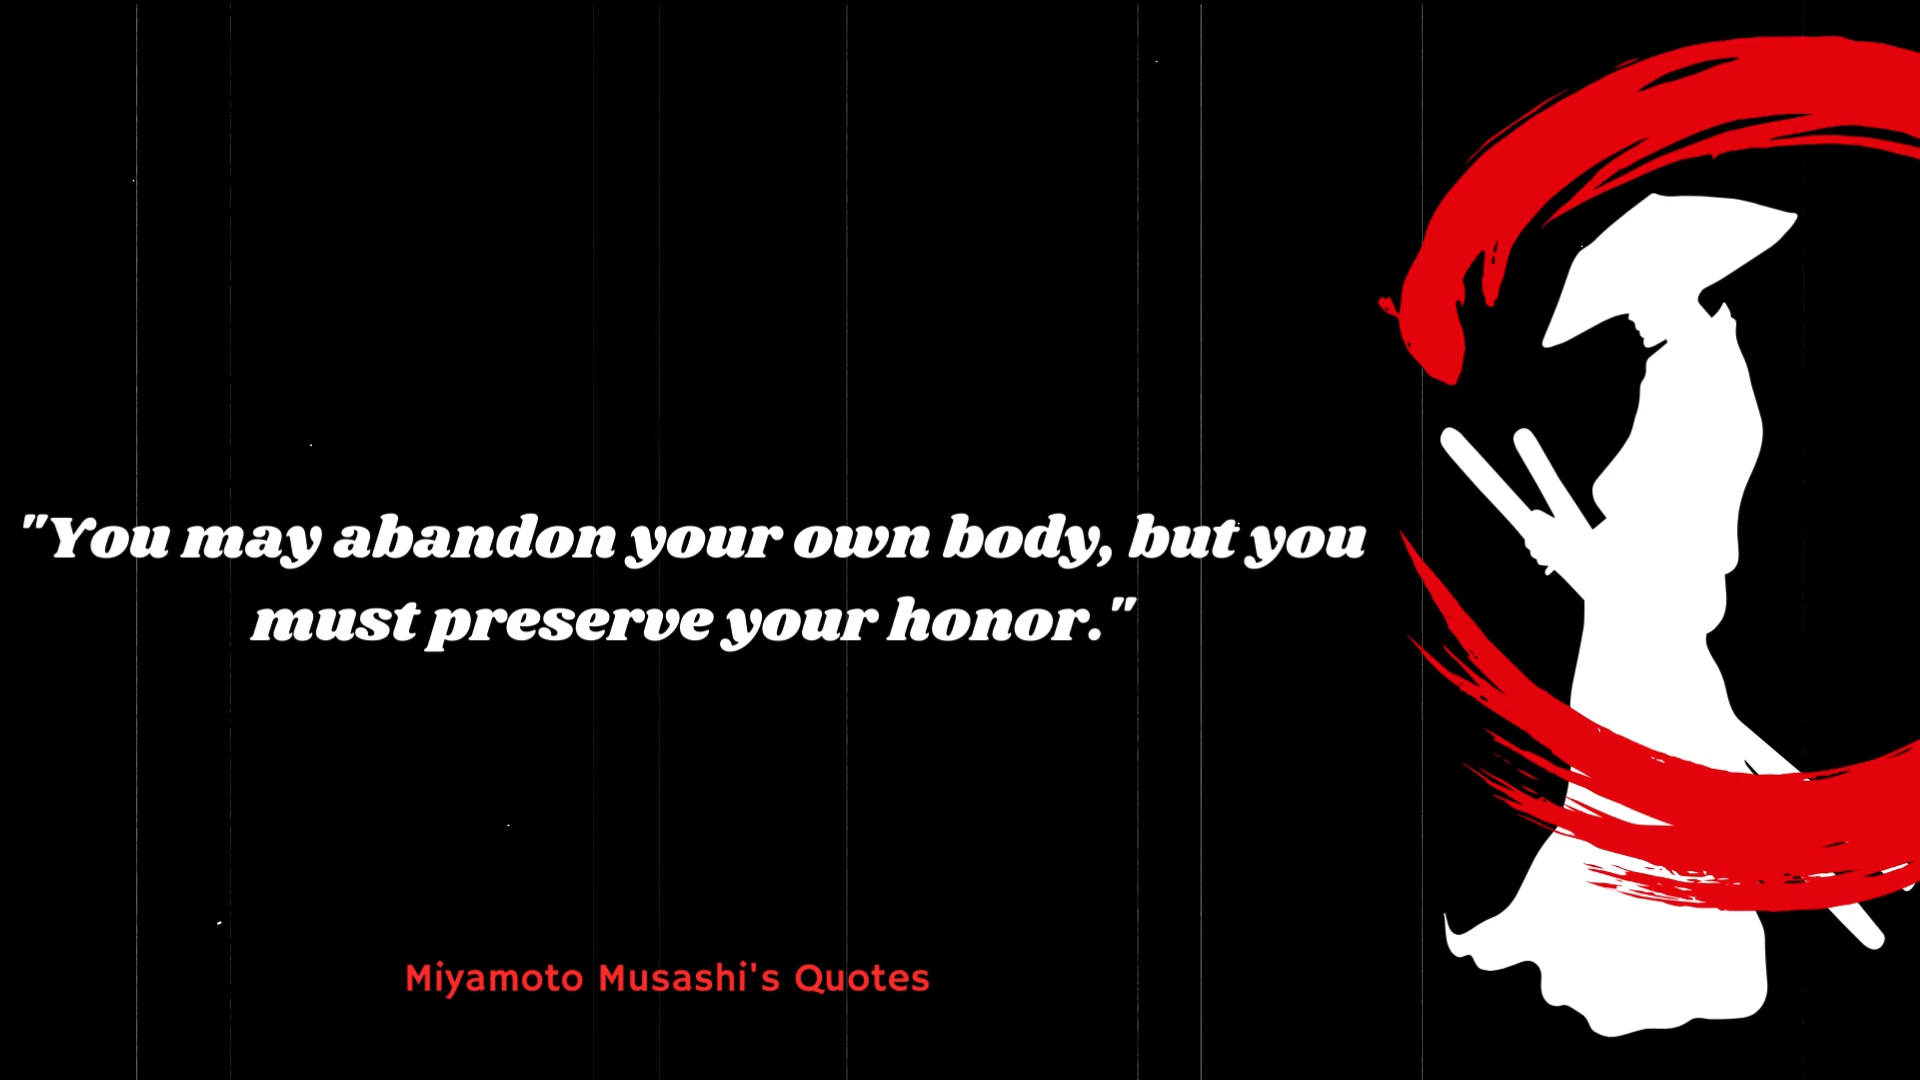 "You may abandon your own body, but you
must preserve your honor."
Miyamoto Musashi's Quotes